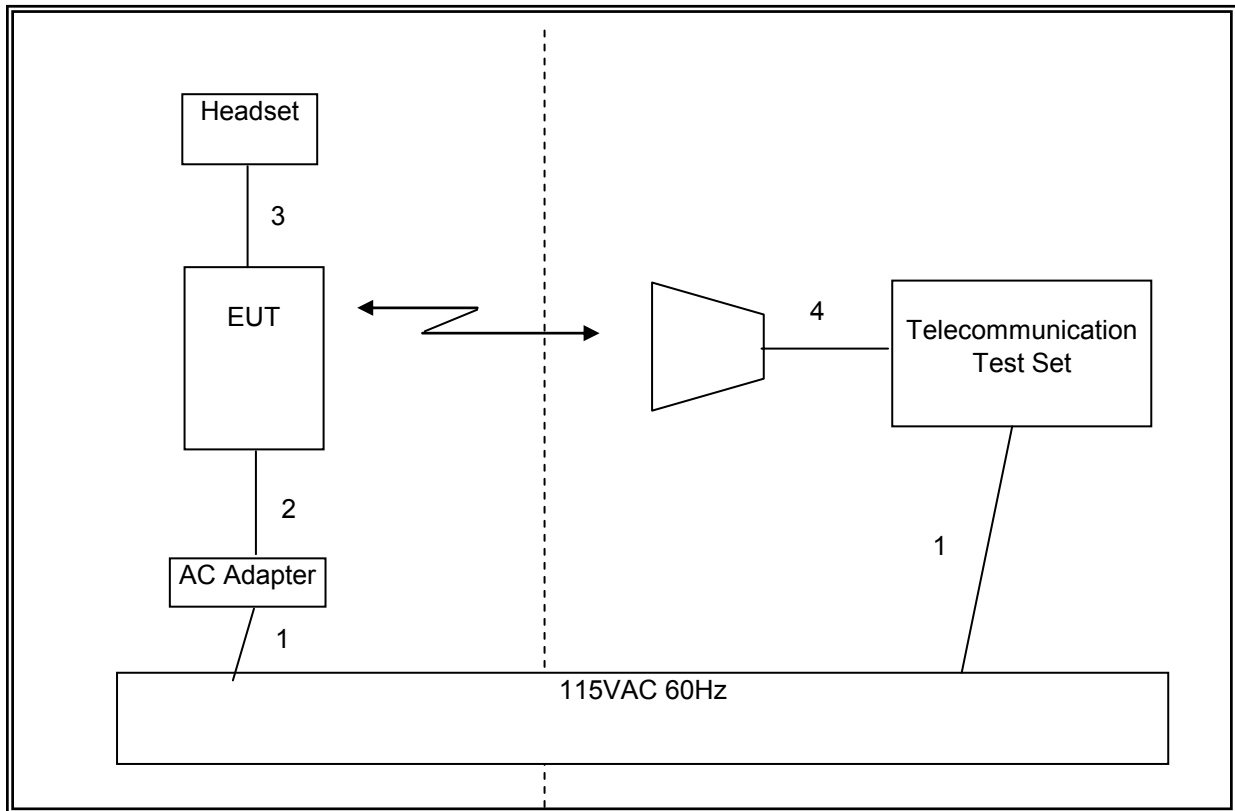 Headset
3
EUT
4
Telecommunication
Test Set
2
1
AC Adapter
1
115VAC 60Hz